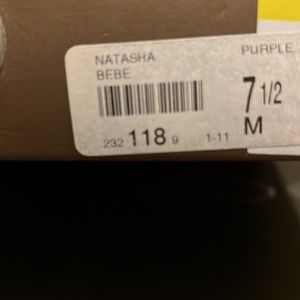 NATASHA PURPLE
BEBE
7 1/2
232 118 9 1-11 M